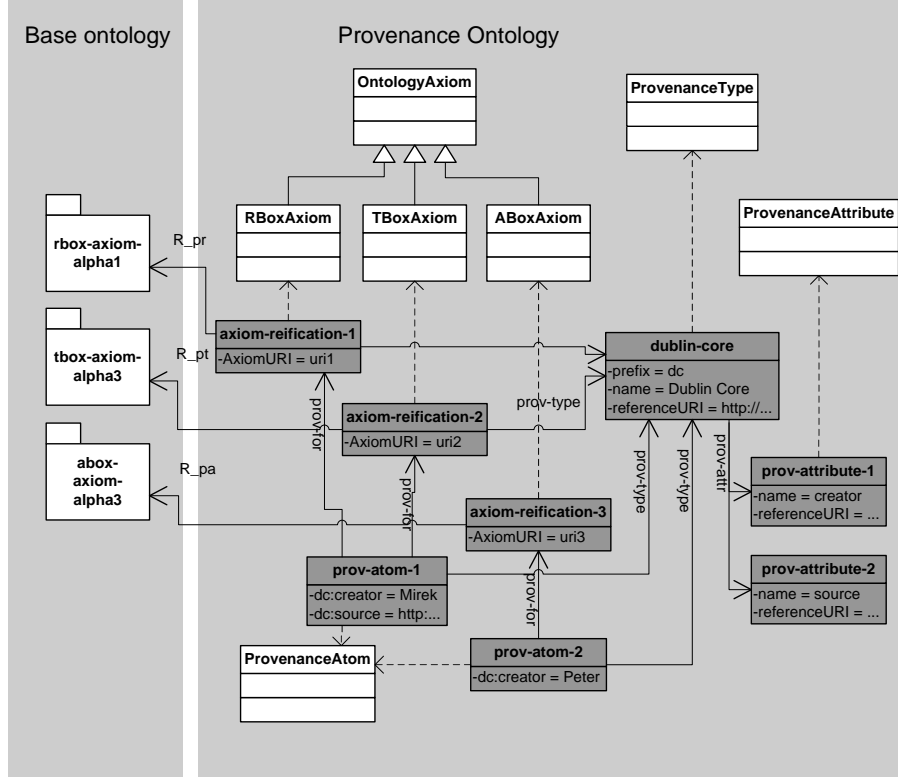 Base ontology
Provenance Ontology
OntologyAxiom
ProvenanceType
RBoxAxiom
TBoxAxiom
ABoxAxiom
ProvenanceAttribute
rbox-axiom-
alpha1
R_pr
axiom-reification-1
-AxiomURI = uri1
tbox-axiom-
alpha3
R_pt
dublin-core
-prefix = dc
-name = Dublin Core
-referenceURI = http://...
prov-type
axiom-reification-2
-AxiomURI = uri2
prov-for
abox-
axiom-
alpha3
R_pa
prov-for
prov-type
prov-type
prov-attr
prov-attribute-1
-name = creator
-referenceURI = ...
axiom-reification-3
-AxiomURI = uri3
prov-atom-1
-dc:creator = Mirek
-dc:source = http:...
prov-for
prov-attribute-2
-name = source
-referenceURI = ...
ProvenanceAtom
prov-atom-2
-dc:creator = Peter